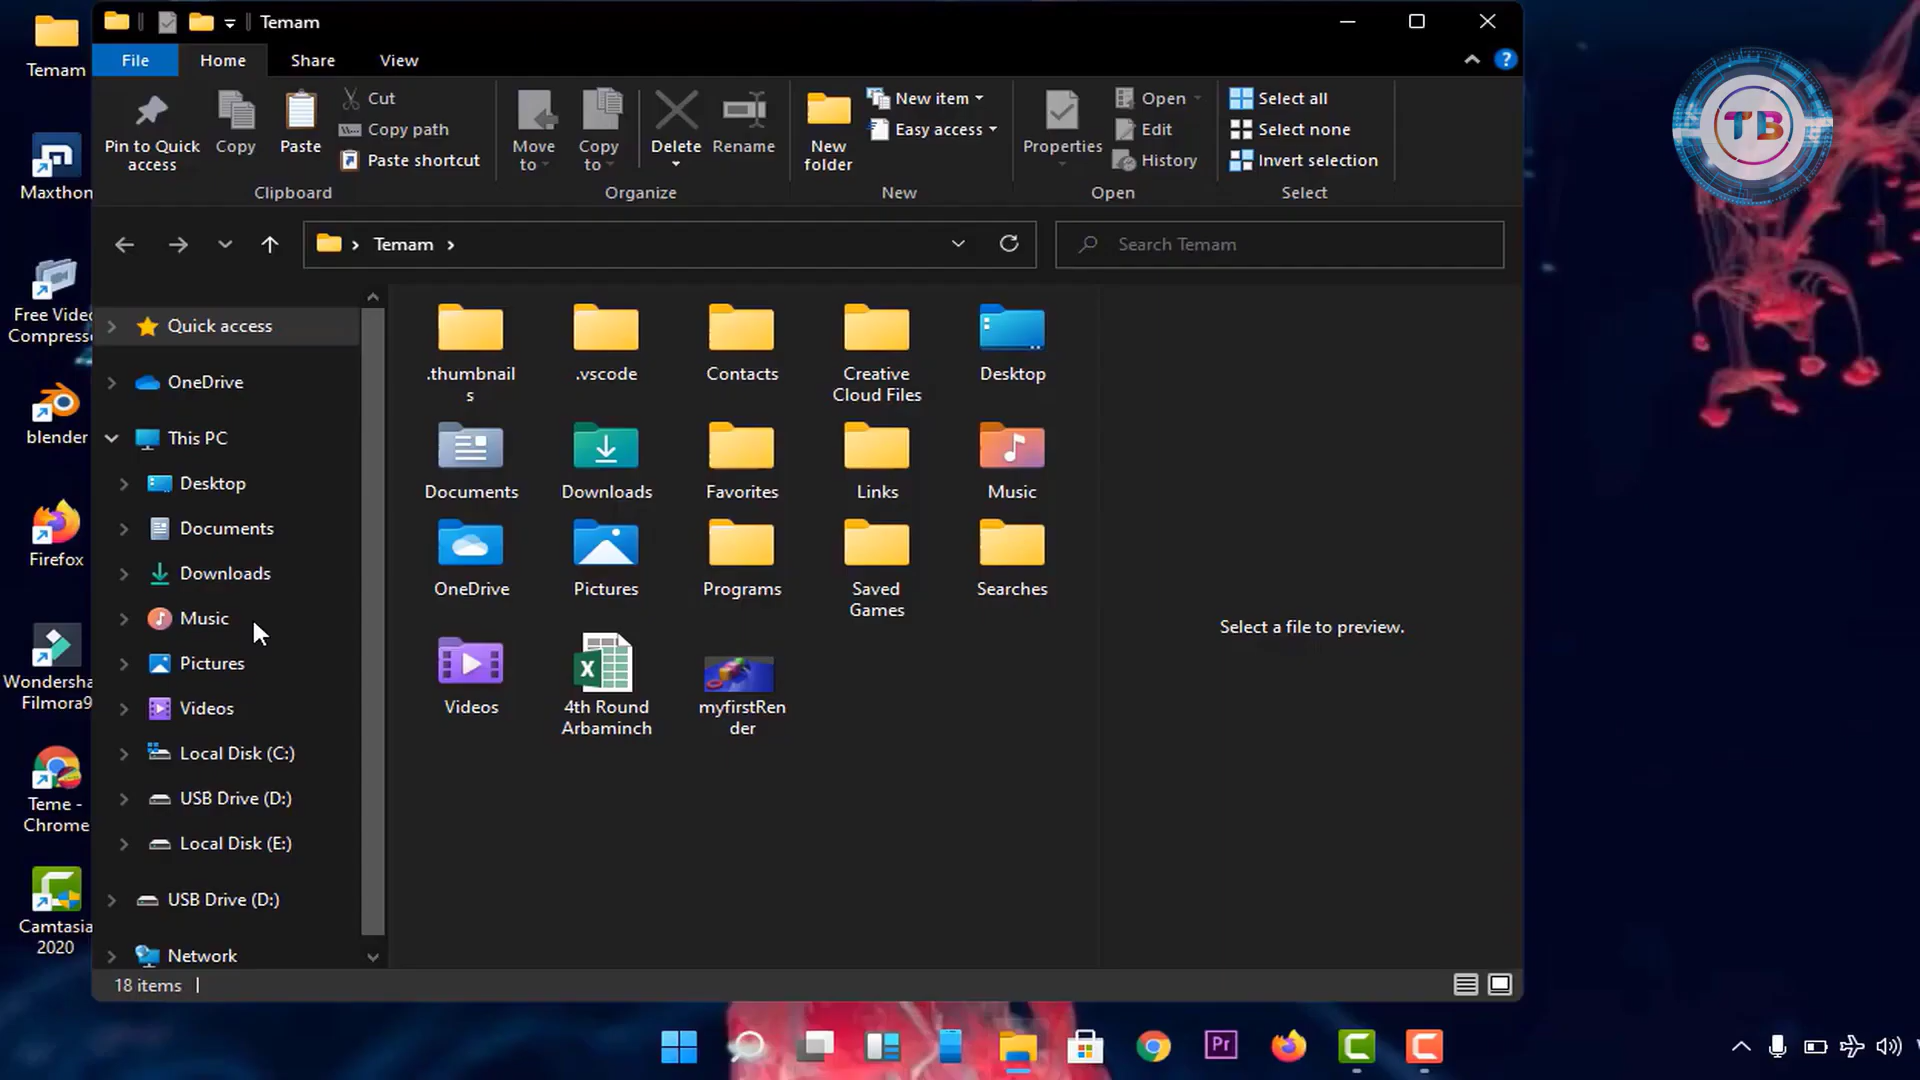 Temam
Temam
File
Home
Share
View
?
Pin to Quick
access
Copy
Paste
Cut
Copy path
Paste shortcut
Clipboard
Move
to
Copy
to
Delete
Rename
Organize
New
folder
New item
Easy access
New
Properties
Open
Edit
History
Open
Select all
Select none
Invert selection
Select
TB
Temam
Search Temam
Maxthon
Free Vide
Compress
blender
Firefox
Wondersha
Filmora9
Teme -
Chrome
Camtasia
2020
Quick access
OneDrive
This PC
Desktop
Documents
Downloads
Music
Pictures
Videos
Local Disk (C:)
USB Drive (D:)
Local Disk (E:)
USB Drive (D:)
Network
.thumbnail
s
.vscode
Contacts
Creative
Cloud Files
Desktop
Documents
Downloads
Favorites
Links
Music
OneDrive
Pictures
Programs
Saved
Games
Searches
Videos
4th Round
Arbaminch
myfirstRen
der
Select a file to preview.
18 items
Pr